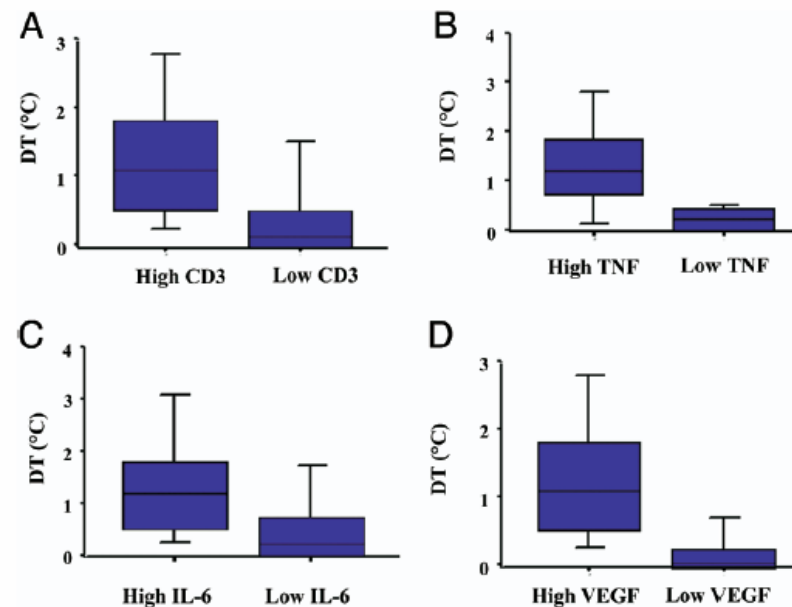 A
3
2
1
0
DT (°C)
High CD3 Low CD3
B
4
3
2
1
0
DT (°C)
High TNF Low TNF
C
4
3
2
1
0
DT (°C)
High IL-6 Low IL-6
D
3
2
1
0
DT (°C)
High VEGF Low VEGF